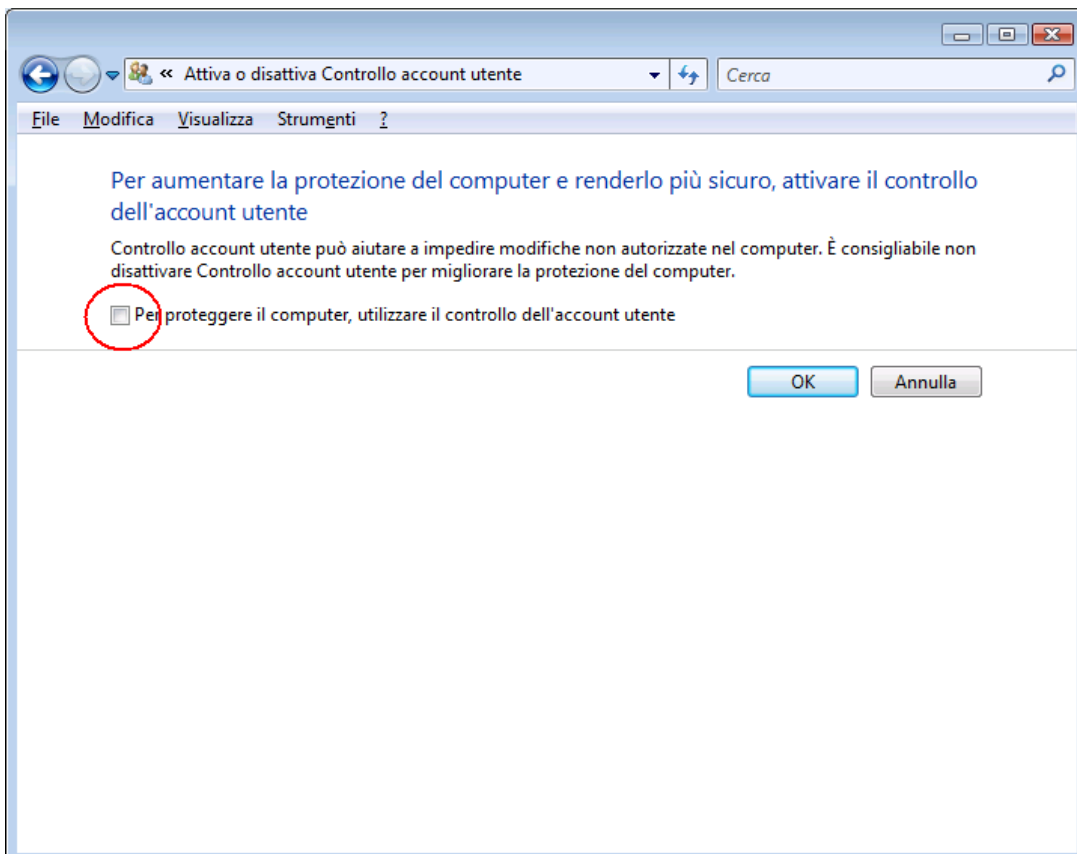 « Attiva o disattiva Controllo account utente
Cerca
File Modifica Visualizza Strumenti ?
Per aumentare la protezione del computer e renderlo più sicuro, attivare il controllo
dell'account utente
Controllo account utente può aiutare a impedire modifiche non autorizzate nel computer. È consigliabile non
disattivare Controllo account utente per migliorare la protezione del computer.
Per proteggere il computer, utilizzare il controllo dell'account utente
OK Annulla